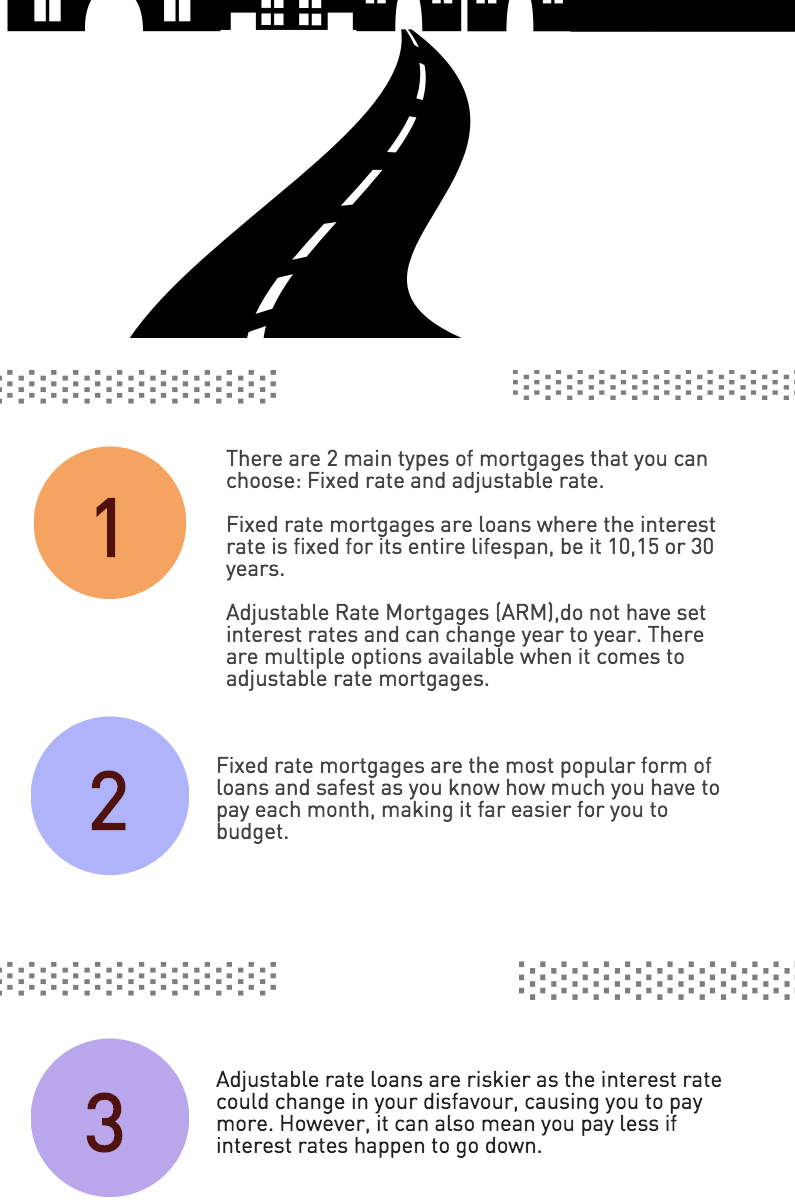 1
There are 2 main types of mortgages that you can
choose: Fixed rate and adjustable rate.
Fixed rate mortgages are loans where the interest
rate is fixed for its entire lifespan, be it 10,15 or 30
years.
Adjustable Rate Mortgages (ARM),do not have set
interest rates and can change year to year. There
are multiple options available when it comes to
adjustable rate mortgages.
2
Fixed rate mortgages are the most popular form of
loans and safest as you know how much you have to
pay each month, making it far easier for you to
budget.
3
Adjustable rate loans are riskier as the interest rate
could change in your disfavour, causing you to pay
more. However, it can also mean you pay less if
interest rates happen to go down.